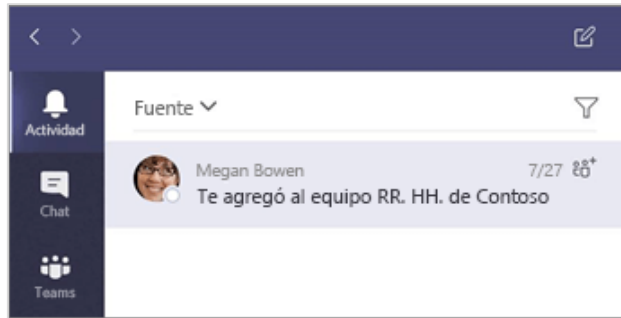 Actividad
Fuente
Megan Bowen 7/27
Te agregó al equipo RR. HH. de Contoso
Chat
Teams